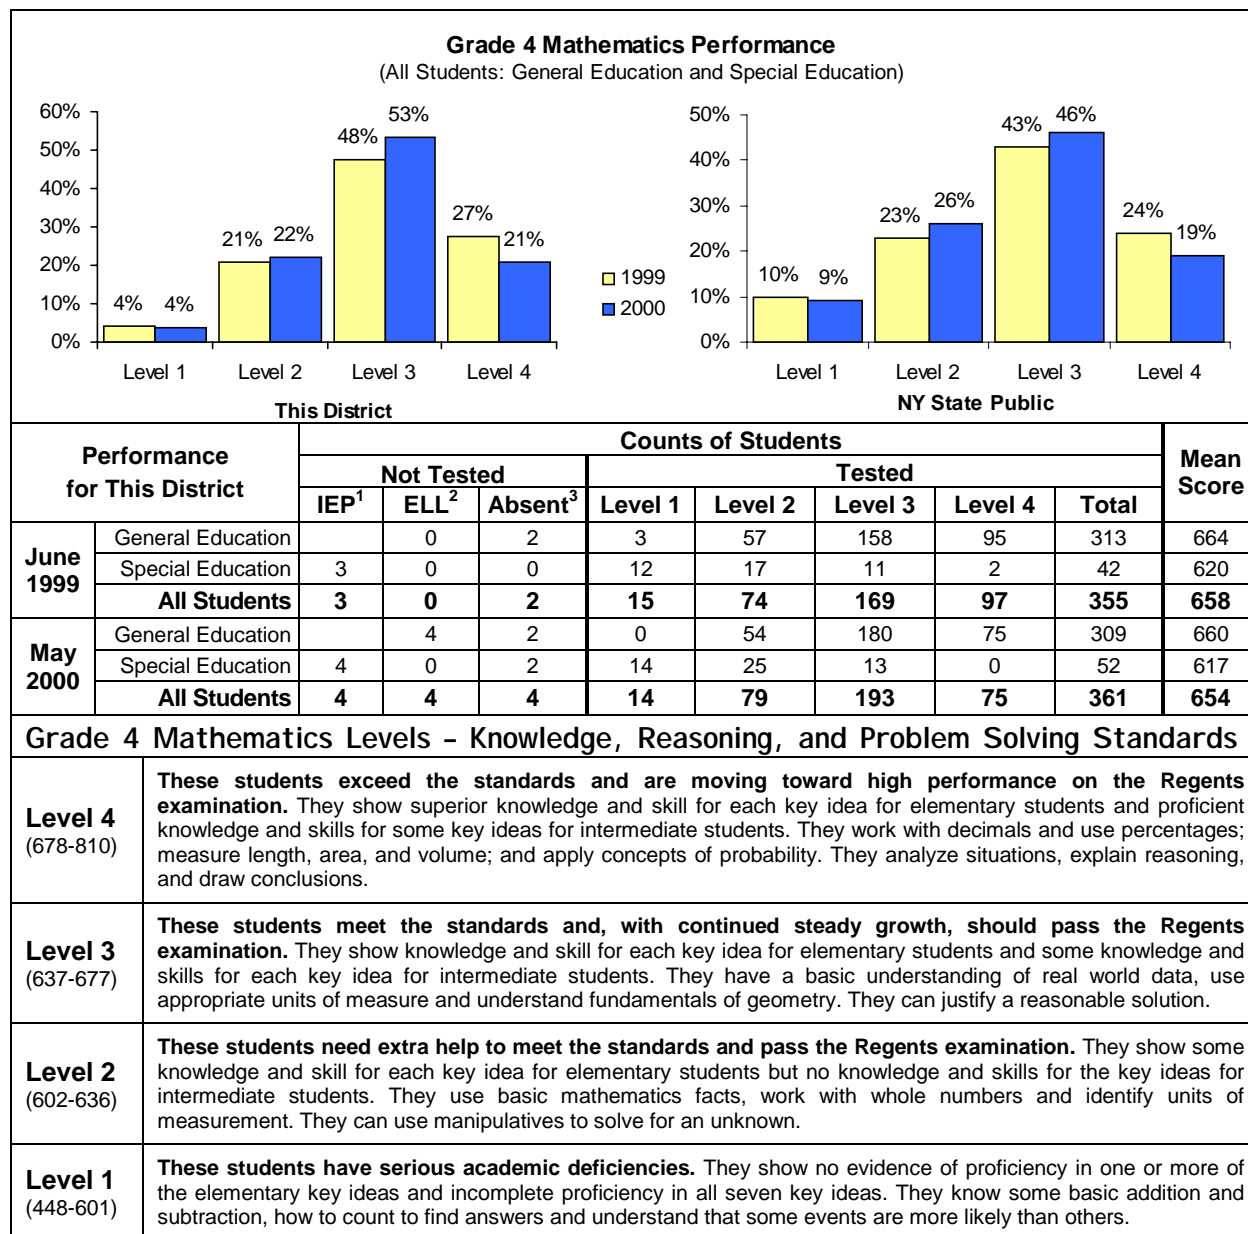 Grade 4 Mathematics Performance
(All Students: General Education and Special Education)
60%
50%
40%
30%
20%
10%
0%
4%
4%
21%
22%
48%
53%
27%
21%
Level 1
Level 2
Level 3
Level 4
This District
1999
2000
50%
40%
30%
20%
10%
0%
10%
9%
23%
26%
43%
46%
24%
19%
Level 1
Level 2
Level 3
Level 4
NY State Public
Performance
for This District
Counts of Students
Mean
Score
Not Tested
Tested
IEP1 ELL2 Absent3 Level 1 Level 2 Level 3 Level 4 Total
June
1999
General Education 0 2 3 57 158 95 313 664
Special Education 3 0 0 12 17 11 2 42 620
All Students 3 0 2 15 74 169 97 355 658
May
2000
General Education 4 2 0 54 180 75 309 660
Special Education 4 0 2 14 25 13 0 52 617
All Students 4 4 4 14 79 193 75 361 654
Grade 4 Mathematics Levels – Knowledge, Reasoning, and Problem Solving Standards
Level 4
(678-810)
These students exceed the standards and are moving toward high performance on the Regents
examination. They show superior knowledge and skill for each key idea for elementary students and proficient
knowledge and skills for some key ideas for intermediate students. They work with decimals and use percentages;
measure length, area, and volume; and apply concepts of probability. They analyze situations, explain reasoning,
and draw conclusions.
Level 3
(637-677)
These students meet the standards and, with continued steady growth, should pass the Regents
examination. They show knowledge and skill for each key idea for elementary students and some knowledge and
skills for each key idea for intermediate students. They have a basic understanding of real world data, use
appropriate units of measure and understand fundamentals of geometry. They can justify a reasonable solution.
Level 2
(602-636)
These students need extra help to meet the standards and pass the Regents examination. They show some
knowledge and skill for each key idea for elementary students but no knowledge and skills for the key ideas for
intermediate students. They use basic mathematics facts, work with whole numbers and identify units of
measurement. They can use manipulatives to solve for an unknown.
Level 1
(448-601)
These students have serious academic deficiencies. They show no evidence of proficiency in one or more of
the elementary key ideas and incomplete proficiency in all seven key ideas. They know some basic addition and
subtraction, how to count to find answers and understand that some events are more likely than others.